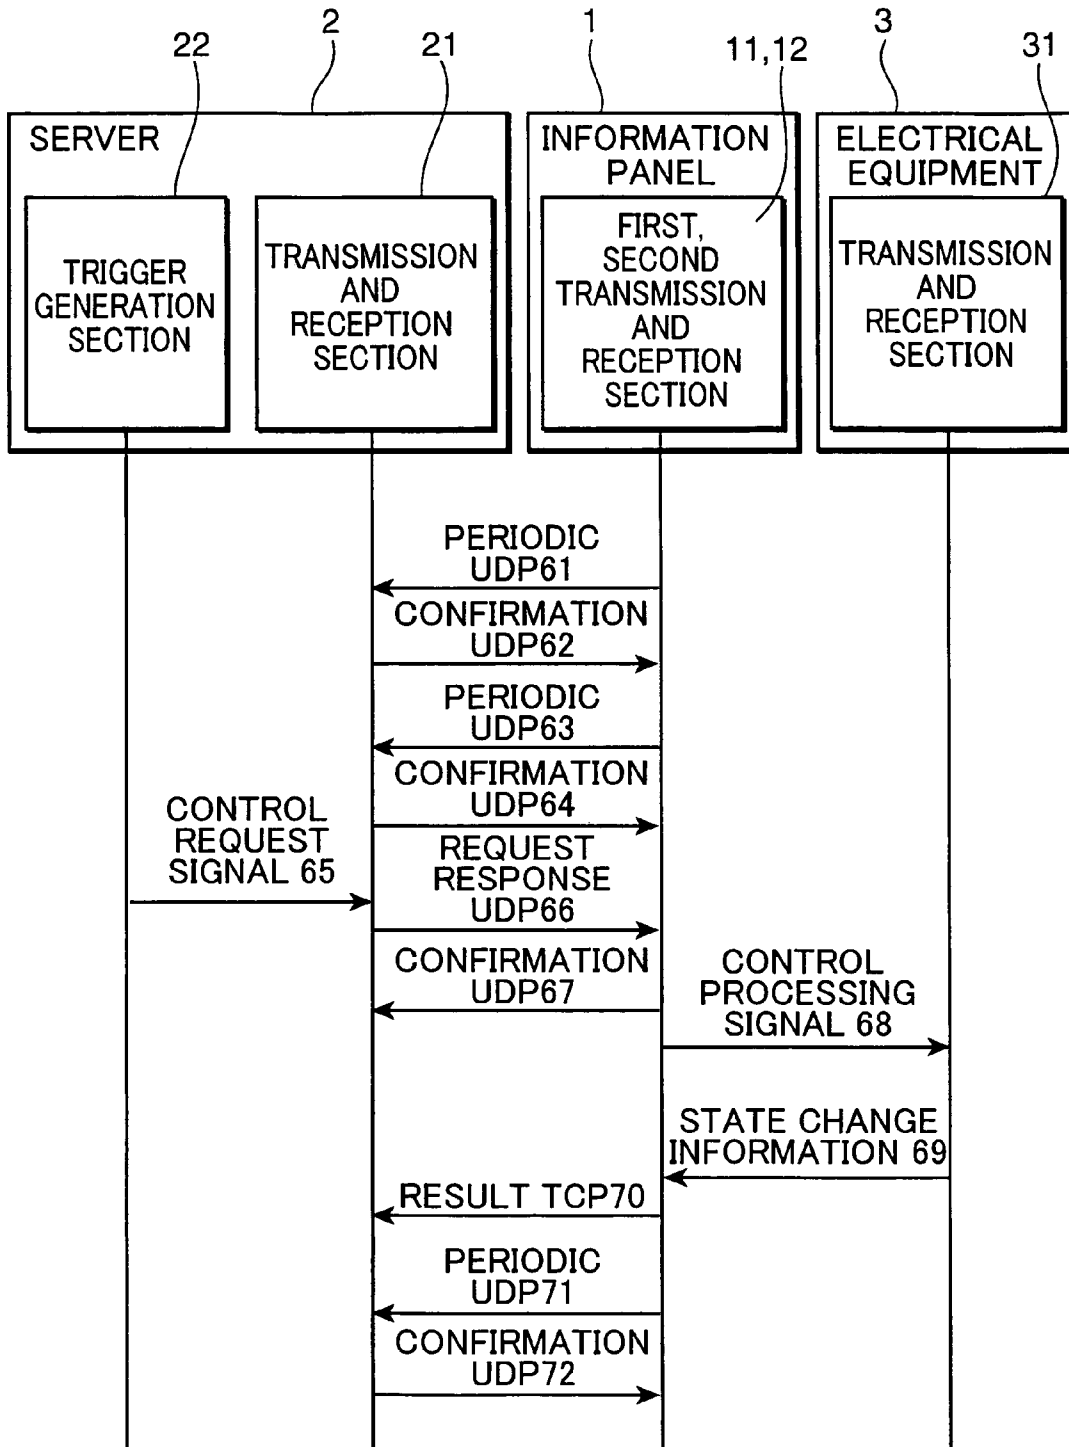 22
2
21
1
11,12
3
31
SERVER
INFORMATION
PANEL
ELECTRICAL
EQUIPMENT
TRIGGER
GENERATION
SECTION
TRANSMISSION
AND
RECEPTION
SECTION
FIRST,
SECOND
TRANSMISSION
AND
RECEPTION
SECTION
TRANSMISSION
AND
RECEPTION
SECTION
PERIODIC
UDP61
CONFIRMATION
UDP62
PERIODIC
UDP63
CONFIRMATION
UDP64
CONTROL
REQUEST
SIGNAL 65
REQUEST
RESPONSE
UDP66
CONFIRMATION
UDP67
CONTROL
PROCESSING
SIGNAL 68
STATE CHANGE
INFORMATION 69
RESULT TCP70
PERIODIC
UDP71
CONFIRMATION
UDP72